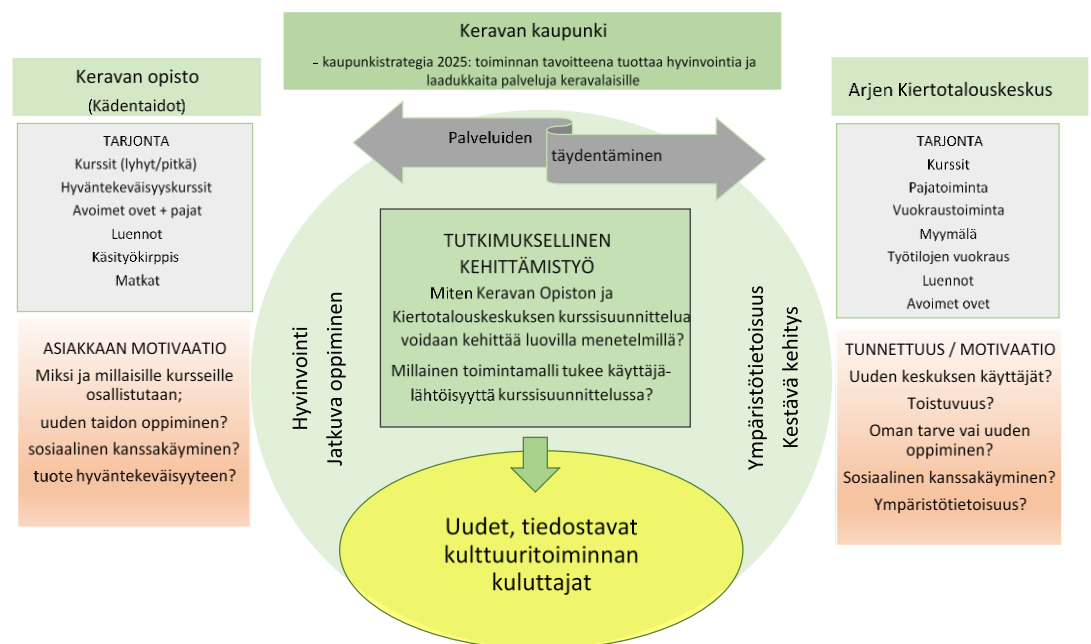 Keravan kaupunki
– kaupunkistrategia 2025: toiminnan tavoitteena tuottaa hyvinvointia ja
laadukkaita palveluja keravalaisille
Keravan opisto
(Kädentaidot)
TARJONTA
Kurssit (lyhyt/pitkä)
Hyväntekeväisyyskurssit
Avoimet ovet + pajat
Luennot
Käsityökirppis
Matkat
ASIAKKAAN MOTIVAATIO
Miksi ja millaisille kursseille
osallistutaan;
uuden taidon oppiminen?
sosiaalinen kanssakäyminen?
tuote hyväntekeväisyyteen?
Palveluiden
täydentäminen
Hyvinvointi
Jatkuva oppiminen
TUTKIMUKSELLINEN
KEHITTÄMISTYÖ
Miten Keravan Opiston ja
Kiertotalouskeskuksen kurssisuunnittelua
voidaan kehittää luovilla menetelmillä?
Millainen toimintamalli tukee käyttäjä-
lähtöisyyttä kurssisuunnittelussa?
Ympäristötietoisuus
Kestävä kehitys
Uudet, tiedostavat
kulttuuritoiminnan
kuluttajat
Arjen Kiertotalouskeskus
TARJONTA
Kurssit
Pajatoiminta
Vuokraustoiminta
Myymälä
Työtilojen vuokraus
Luennot
Avoimet ovet
TUNNETTUUS / MOTIVAATIO
Uuden keskuksen käyttäjät?
Toistuvuus?
Oman tarve vai uuden
oppiminen?
Sosiaalinen kanssakäyminen?
Ympäristötietoisuus?